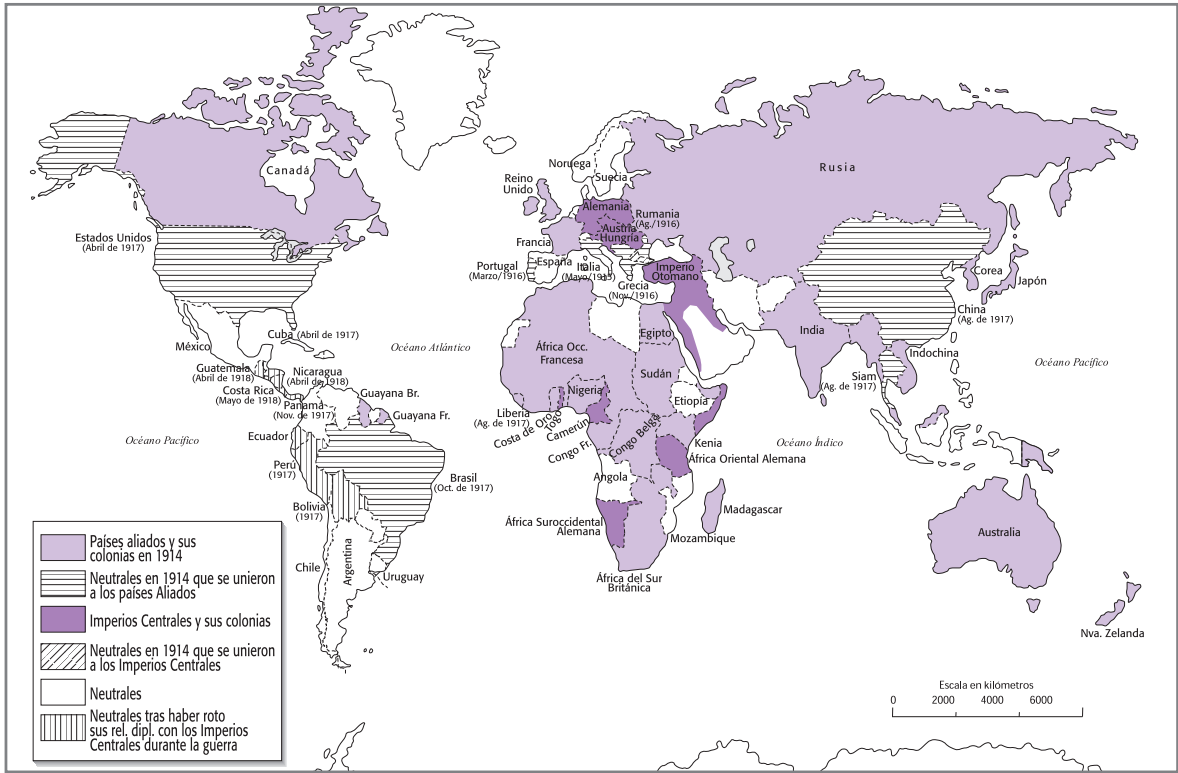 Canadá
Estados Unidos
(Abril de 1917)
México
Cuba (Abril de 1917)
Guatemala
(Abril de 1918)
Nicaragua
(Abril de 1918)
Costa Rica
(Mayo de 1918)
Panamá
(Nov. de 1917)
Guayana Br.
Guayana Fr.
Ecuador
Perú
(1917)
Brasil
(Oct. de 1917)
Bolivia
(1917)
Chile
Argentina
Uruguay
Océano Pacífico
Océano Atlántico
Noruega
Suecia
Reino
Unido
Alemania
Rumania
(Ag./1916)
Austria
Hungría
Francia
España
Portugal
(Marzo/1916)
Italia
(Mayo/1915)
Grecia
(Nov./1916)
Imperio
Otomano
Rusia
Corea
Japón
China
(Ag. de 1917)
India
Indochina
Siam
(Ag. de 1917)
Océano Pacífico
Egipto
África Occ.
Francesa
Sudán
Nigeria
Etiopía
Liberia
(Ag. de 1917)
Costa de Oro
Togo
Camerún
Congo Fr.
Congo Belga
Kenia
África Oriental Alemana
Océano Índico
Angola
África Suroccidental
Alemana
Madagascar
Mozambique
África del Sur
Británica
Australia
Nva. Zelanda
Países aliados y sus
colonias en 1914
Neutrales en 1914 que se unieron
a los países Aliados
Imperios Centrales y sus colonias
Neutrales en 1914 que se unieron
a los Imperios Centrales
Neutrales
Neutrales tras haber roto
sus rel. dipl. con los Imperios
Centrales durante la guerra
Escala en kilómetros
0 2000 4000 6000